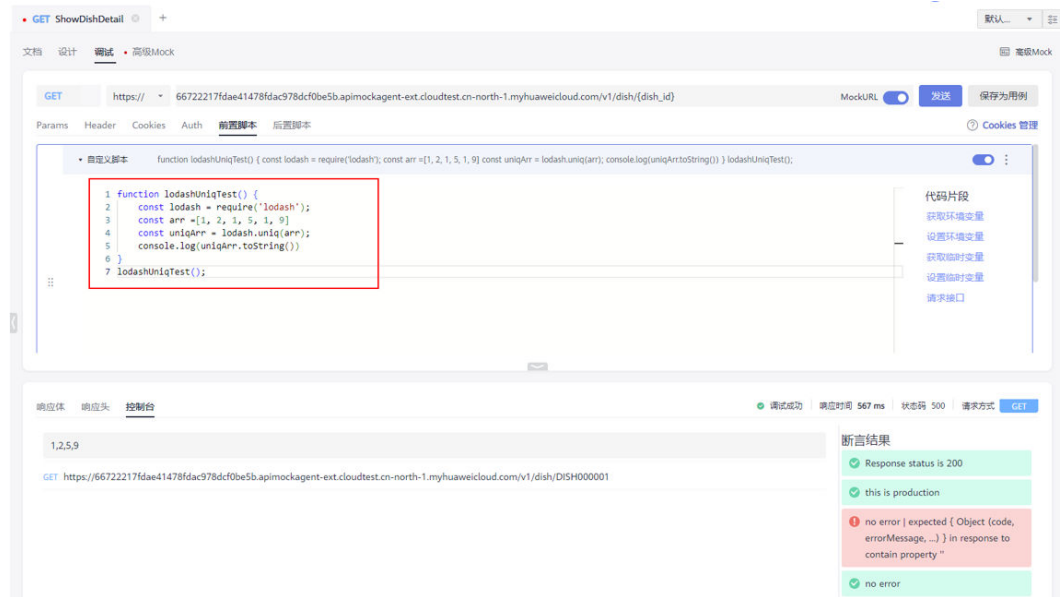 GET ShowDishDetail
+
默认...
文档 设计 调试 高级Mock
高级Mock
GET https:// 66722217fdae41478fdac978dcf0be5b.apimockagent-ext.cloudtest.cn-north-1.myhuaweicloud.com/v1/dish/{dish_id} MockURL 发送 保存为用例
Params Header Cookies Auth 前置脚本 后置脚本 Cookies 管理
自定义脚本 function lodashUniqTest() { const lodash = require('lodash'); const arr =[1, 2, 1, 5, 1, 9] const uniqArr = lodash.uniq(arr); console.log(uniqArr.toString()) } lodashUniqTest();
1 function lodashUniqTest() {
2 const lodash = require('lodash');
3 const arr =[1, 2, 1, 5, 1, 9]
4 const uniqArr = lodash.uniq(arr);
5 console.log(uniqArr.toString())
6 }
7 lodashUniqTest();
代码片段
获取环境变量
设置环境变量
获取临时变量
设置临时变量
请求接口
响应体 响应头 控制台 调试成功 响应时间 567 ms 状态码 500 请求方式 GET
1,2,5,9
GET https://66722217fdae41478fdac978dcf0be5b.apimockagent-ext.cloudtest.cn-north-1.myhuaweicloud.com/v1/dish/DISH000001
断言结果
Response status is 200
this is production
no error | expected { Object (code,
errorMessage, ...) } in response to
contain property ''
no error